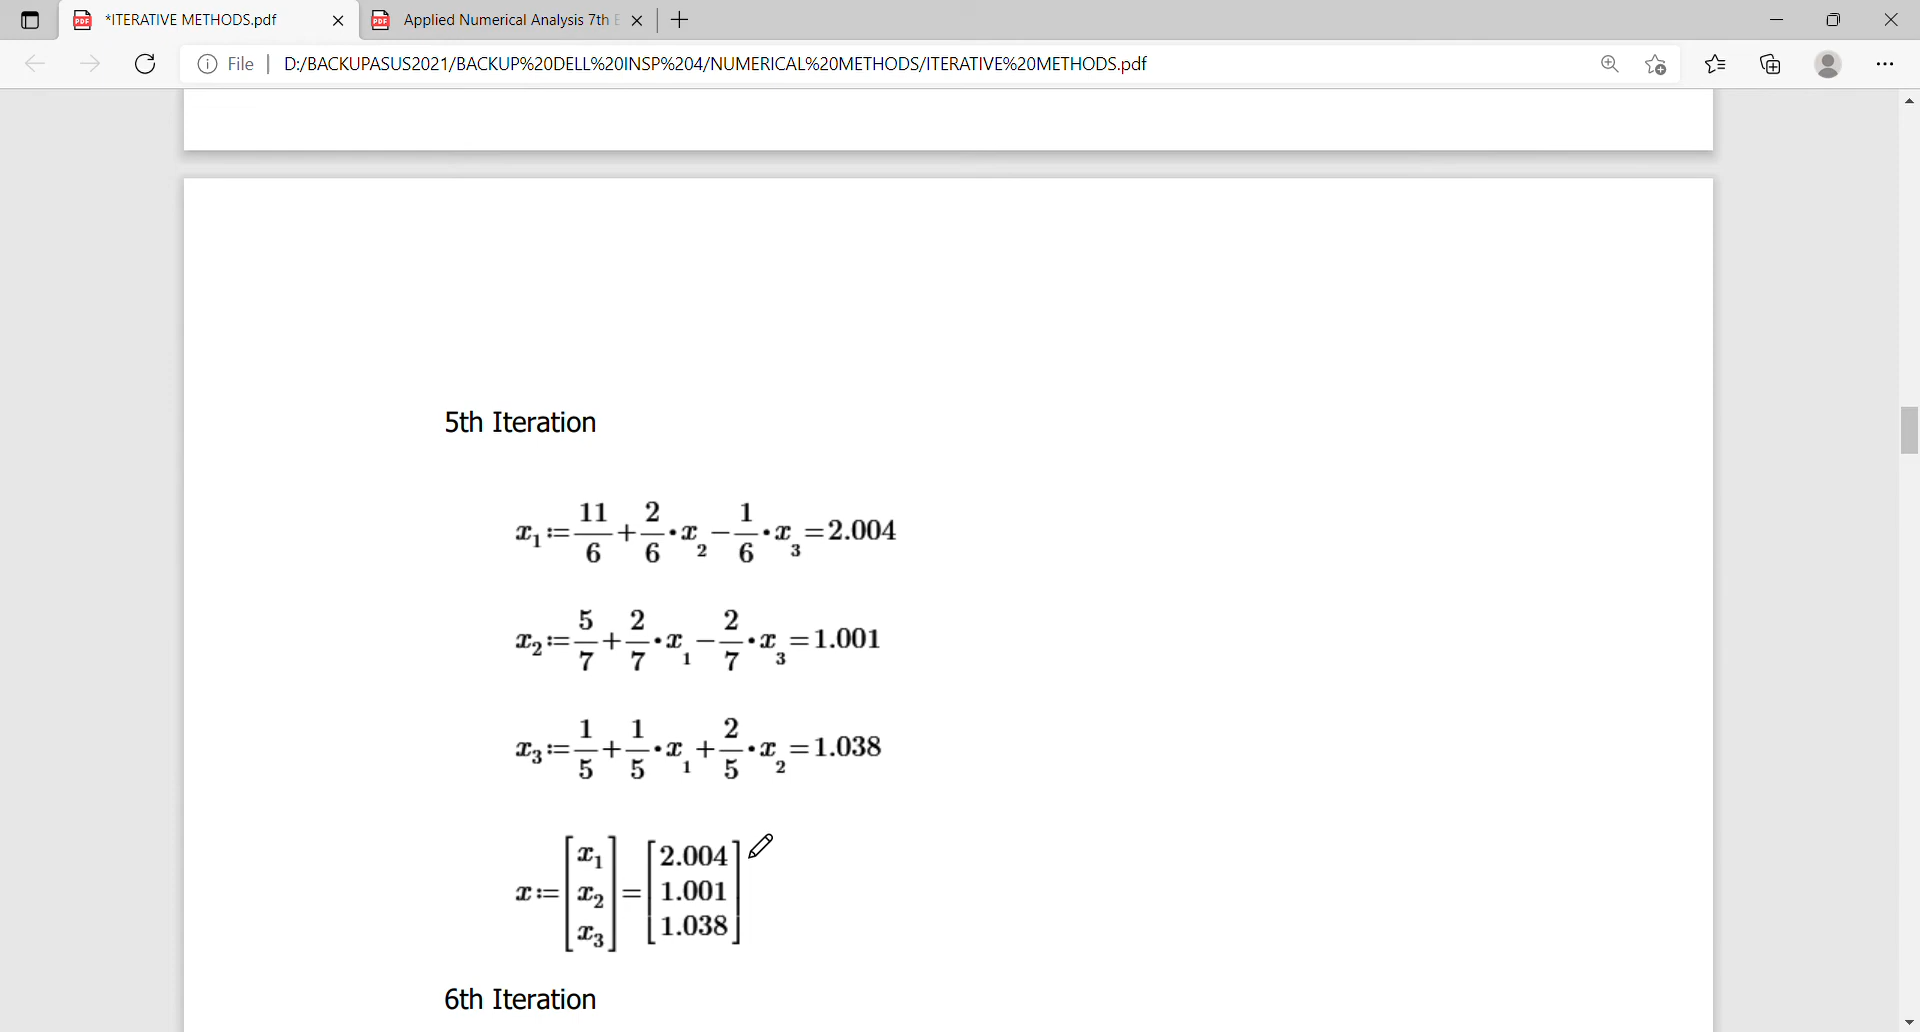 *ITERATIVE METHODS.pdf
Applied Numerical Analysis 7th E
File
D:/BACKUPASUS2021/BACKUP%20DELL%20INSP%204/NUMERICAL%20METHODS/ITERATIVE%20METHODS.pdf
5th Iteration
x₁:=11/6+2/6•x₂−1/6•x₃=2.004
x₂:=5/7+2/7•x₁−2/7•x₃=1.001
x₃:=1/5+1/5•x₁+2/5•x₂=1.038
x:=[x₁ x₂ x₃]=[2.004 1.001 1.038]
6th Iteration